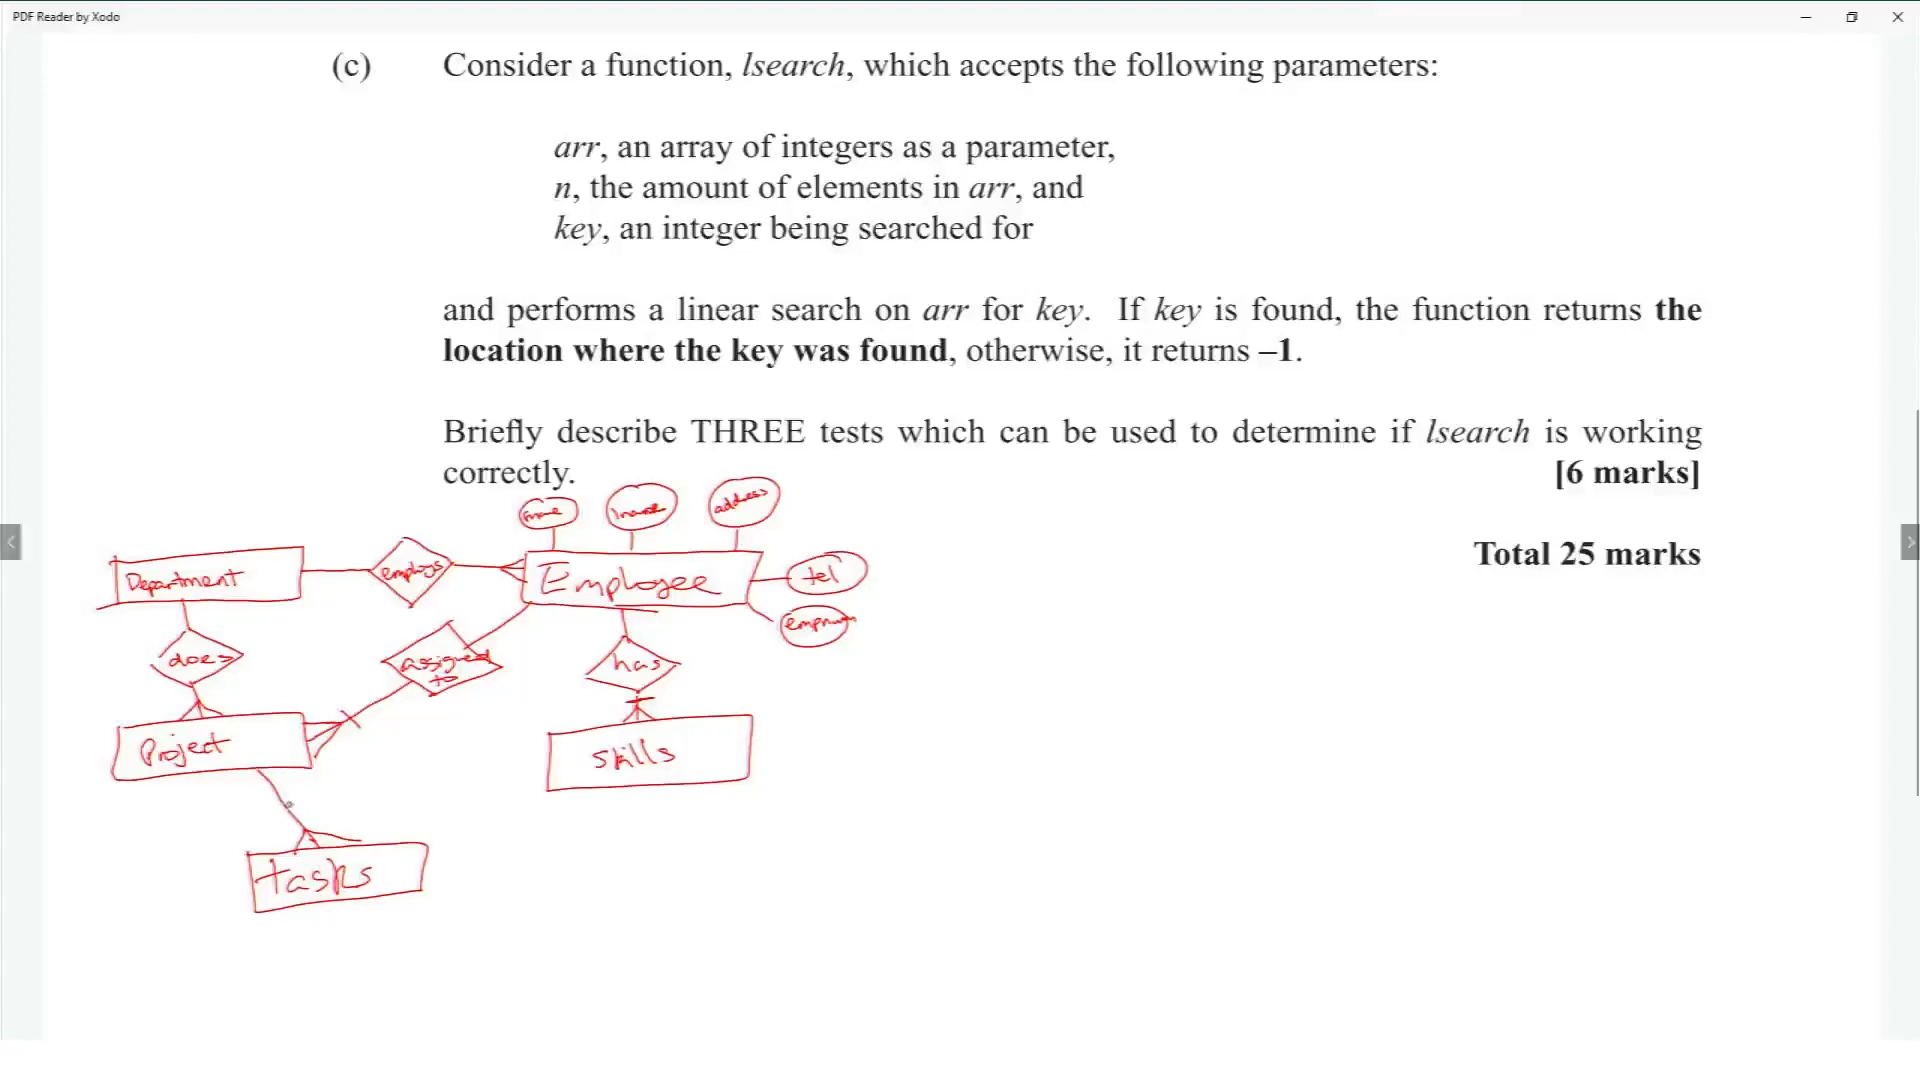 PDF Reader by Xodo
(c) Consider a function, lsearch, which accepts the following parameters:
arr, an array of integers as a parameter,
n, the amount of elements in arr, and
key, an integer being searched for
and performs a linear search on arr for key. If key is found, the function returns the
location where the key was found, otherwise, it returns –1.
Briefly describe THREE tests which can be used to determine if lsearch is working
correctly. [6 marks]
Total 25 marks
fname lname address
Department employs Employee tel
does assigned to has
Project skills
tasks